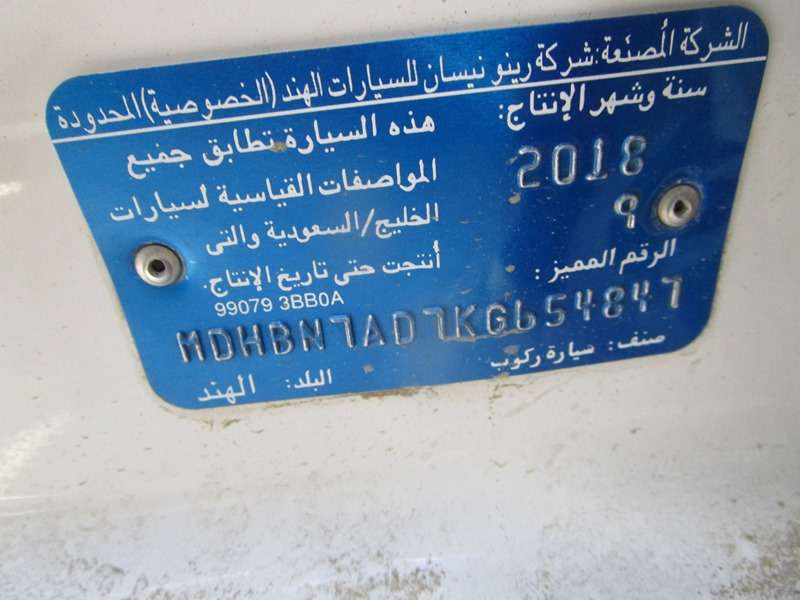 الشركة المُصنعة: شركة رينو نيسان للسيارات الهند (الخصوصية) المحدودة
سنة وشهر الإنتاج:
2018
9
هذه السيارة تطابق جميع
المواصفات القياسية لسيارات
الخليج/السعودية والتى
أنتجت حتى تاريخ الإنتاج.
99079 3BB0A
الرقم المميز:
MDHBN7AD7KG654847
صنف: سيارة ركوب
البلد: الهند